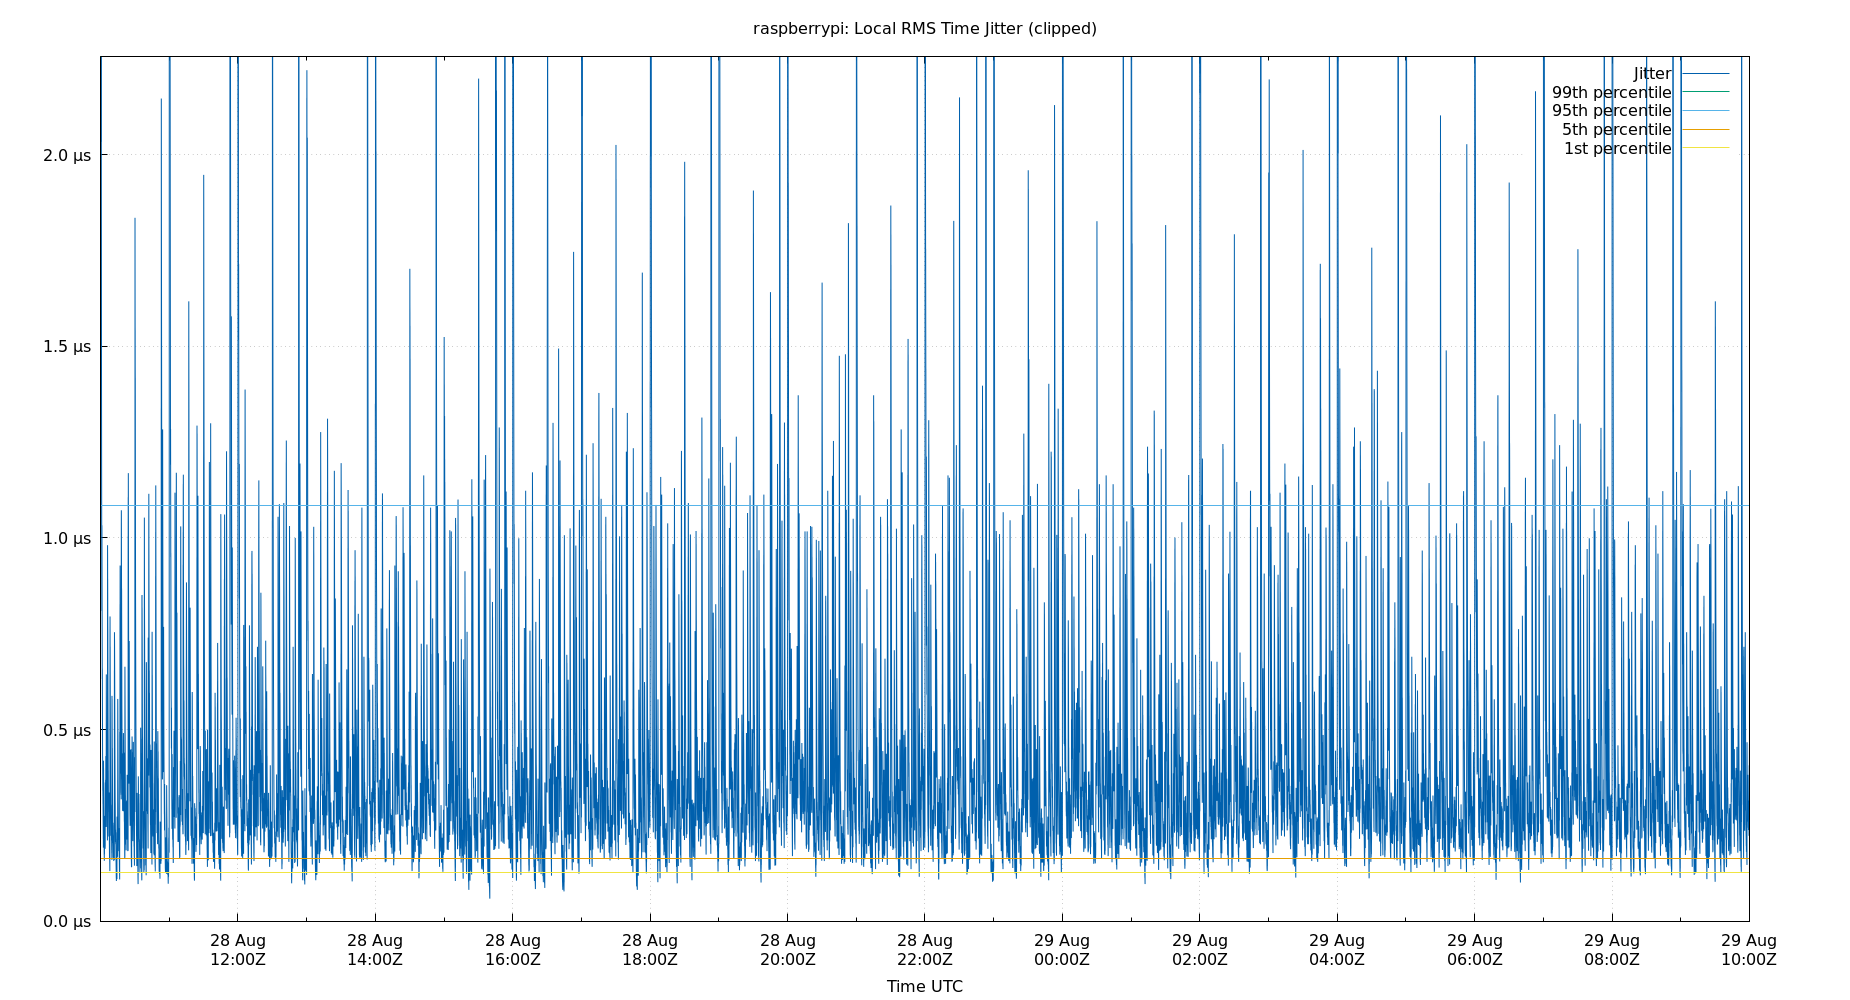 raspberrypi: Local RMS Time Jitter (clipped)
Jitter
99th percentile
95th percentile
5th percentile
1st percentile
2.0 µs
1.5 µs
1.0 µs
0.5 µs
0.0 µs
28 Aug 28 Aug 28 Aug 28 Aug 28 Aug 28 Aug 29 Aug 29 Aug 29 Aug 29 Aug 29 Aug 29 Aug
12:00Z 14:00Z 16:00Z 18:00Z 20:00Z 22:00Z 00:00Z 02:00Z 04:00Z 06:00Z 08:00Z 10:00Z
Time UTC